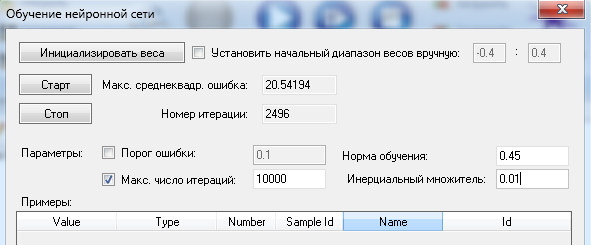 Обучение нейронной сети
Инициализировать веса Установить начальный диапазон весов вручную: -0.4 : 0.4
Старт Макс. среднеквадр. ошибка: 20.54194
Стоп Номер итерации: 2496
Параметры: Порог ошибки: 0.1 Норма обучения: 0.45
Макс. число итераций: 10000 Инерциальный множитель: 0.01
Примеры:
Value Type Number Sample Id Name Id